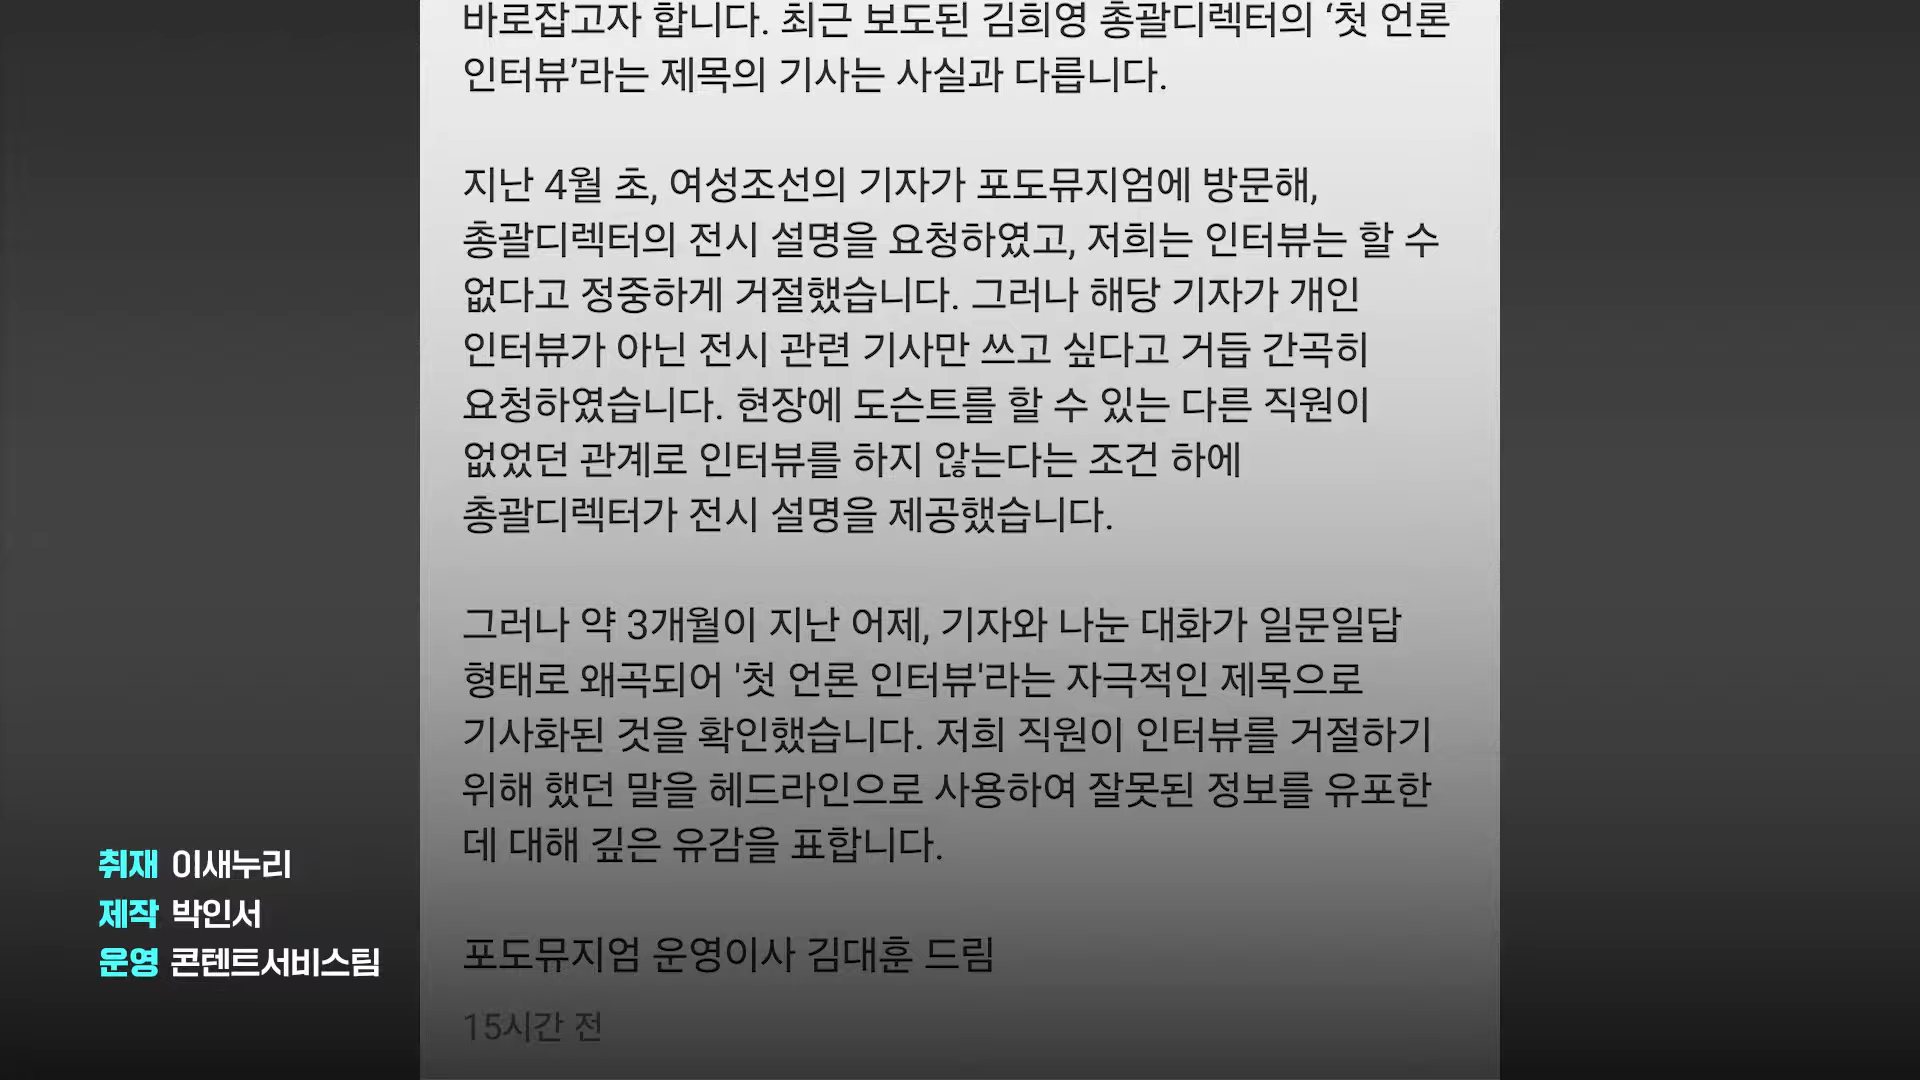 바로잡고자 합니다. 최근 보도된 김희영 총괄디렉터의 ‘첫 언론
인터뷰’라는 제목의 기사는 사실과 다릅니다.
지난 4월 초, 여성조선의 기자가 포도뮤지엄에 방문해,
총괄디렉터의 전시 설명을 요청하였고, 저희는 인터뷰는 할 수
없다고 정중하게 거절했습니다. 그러나 해당 기자가 개인
인터뷰가 아닌 전시 관련 기사만 쓰고 싶다고 거듭 간곡히
요청하였습니다. 현장에 도슨트를 할 수 있는 다른 직원이
없었던 관계로 인터뷰를 하지 않는다는 조건 하에
총괄디렉터가 전시 설명을 제공했습니다.
그러나 약 3개월이 지난 어제, 기자와 나눈 대화가 일문일답
형태로 왜곡되어 '첫 언론 인터뷰'라는 자극적인 제목으로
기사화된 것을 확인했습니다. 저희 직원이 인터뷰를 거절하기
위해 했던 말을 헤드라인으로 사용하여 잘못된 정보를 유포한
데 대해 깊은 유감을 표합니다.
포도뮤지엄 운영이사 김대훈 드림
15시간 전
취재 이새누리
제작 박인서
운영 콘텐트서비스팀